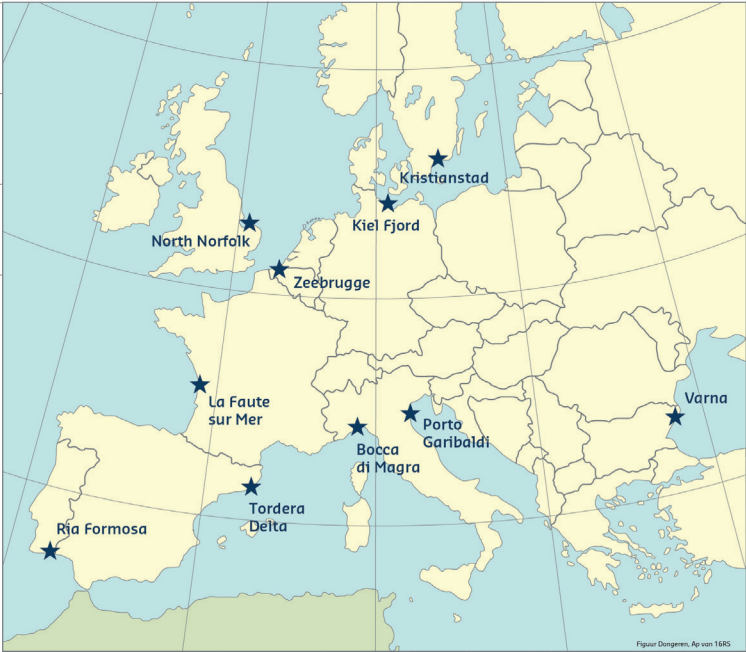 Kristianstad
Kiel Fjord
North Norfolk
Zeebrugge
La Faute
sur Mer
Varna
Porto
Garibaldi
Bocca
di Magra
Tordera
Delta
Ria Formosa
Figuur Dongeren, Ap van 16RS